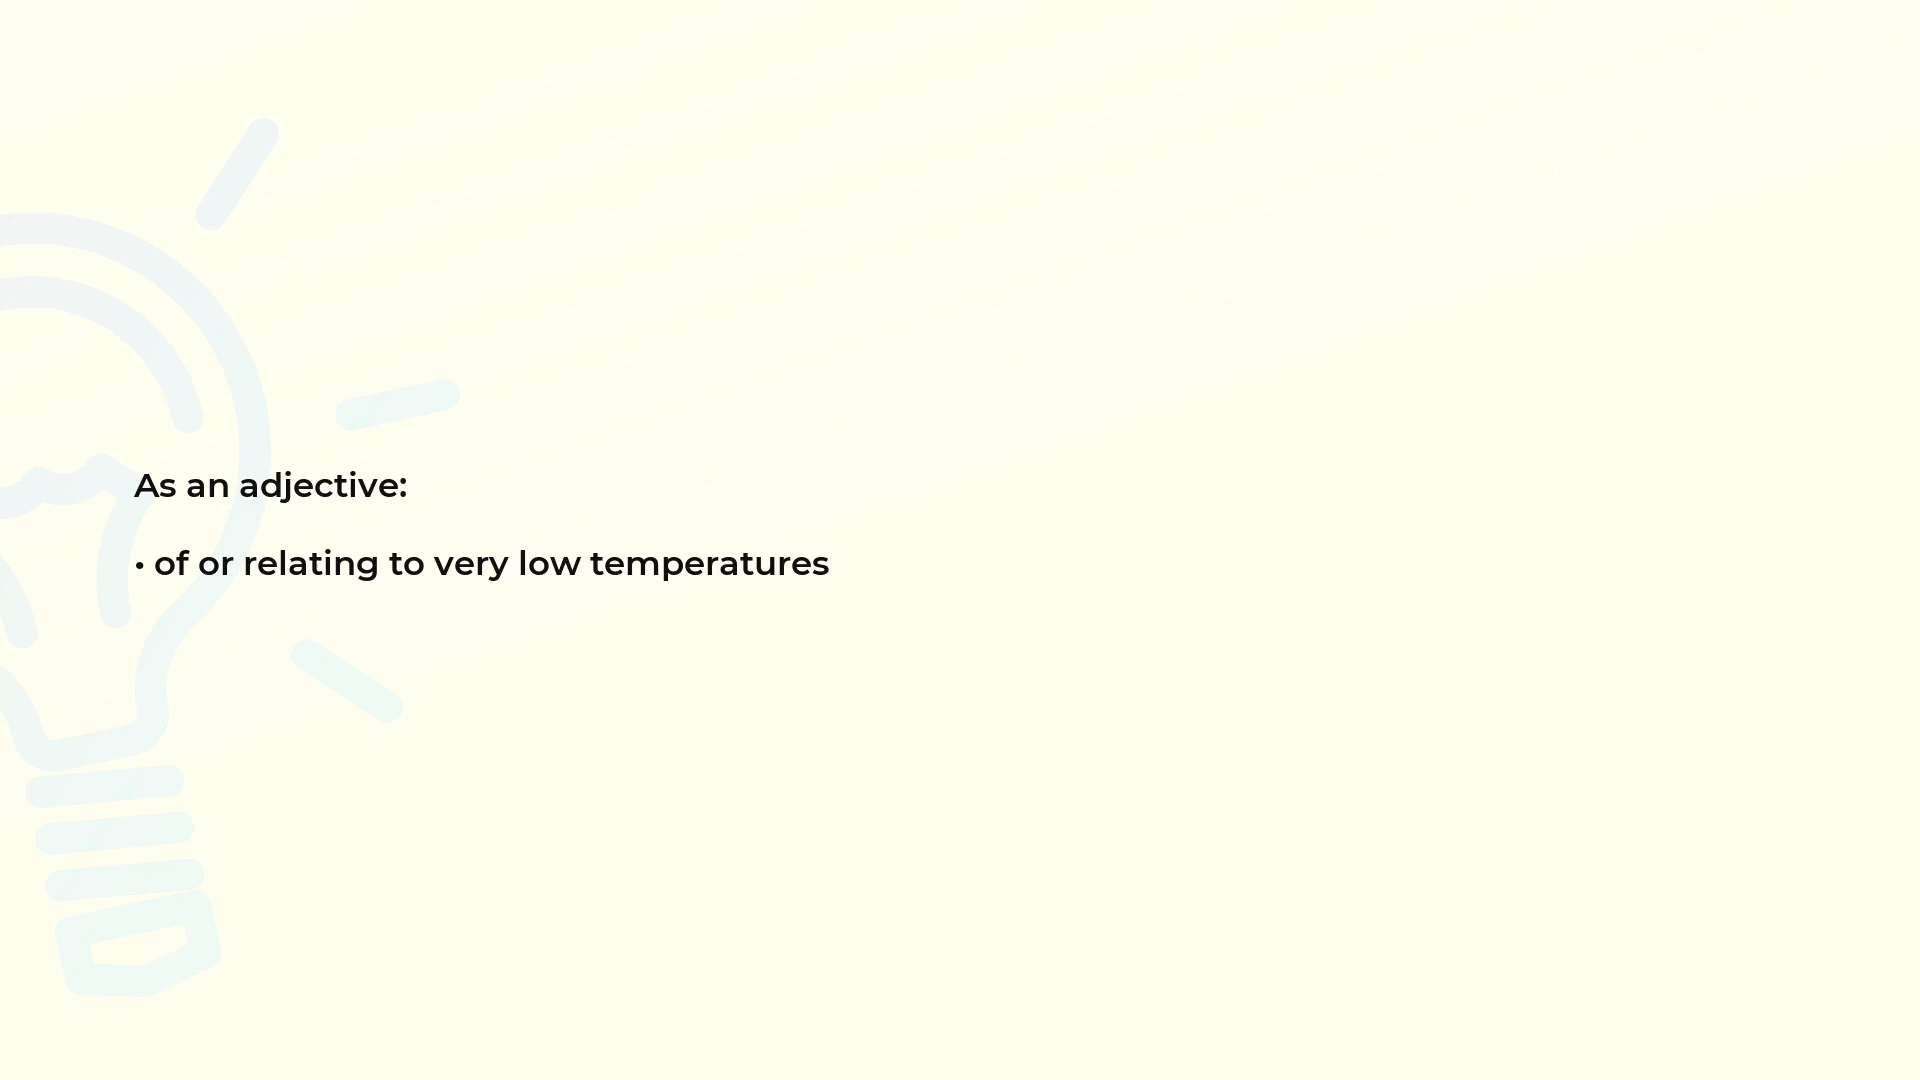 As an adjective:
• of or relating to very low temperatures